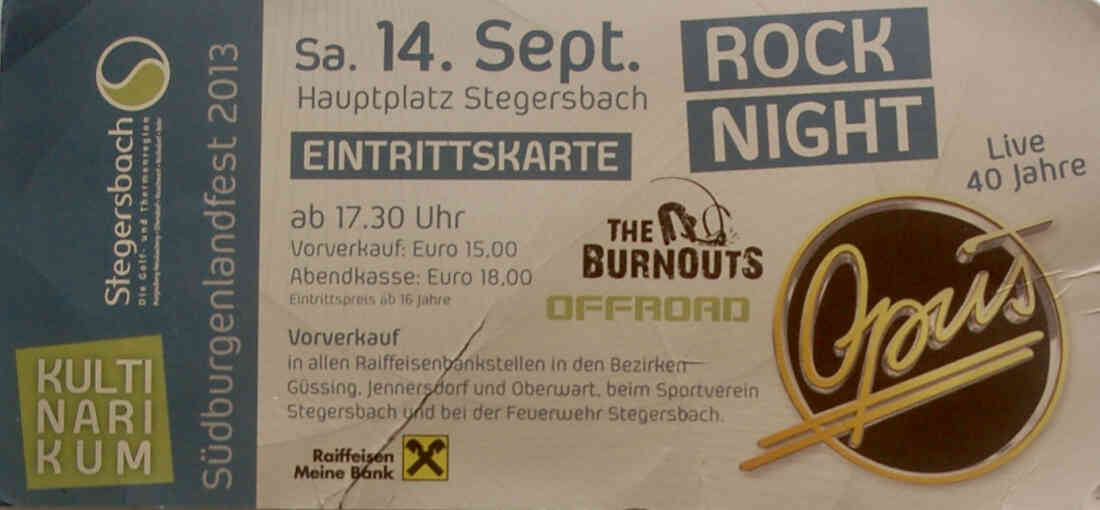 Stegersbach
Die Golf- und Thermenregion
Südburgenlandfest 2013
KULTI
NARI
KUM
Sa. 14. Sept.
Hauptplatz Stegersbach
EINTRITTSKARTE
ab 17.30 Uhr
Vorverkauf: Euro 15,00
Abendkasse: Euro 18,00
Eintrittspreis ab 16 Jahre
Vorverkauf
in allen Raiffeisenbankstellen in den Bezirken
Güssing, Jennersdorf und Oberwart, beim Sportverein
Stegersbach und bei der Feuerwehr Stegersbach.
Raiffeisen
Meine Bank
ROCK
NIGHT
THE
BURNOUTS
OFFROAD
Live
40 Jahre
Opus